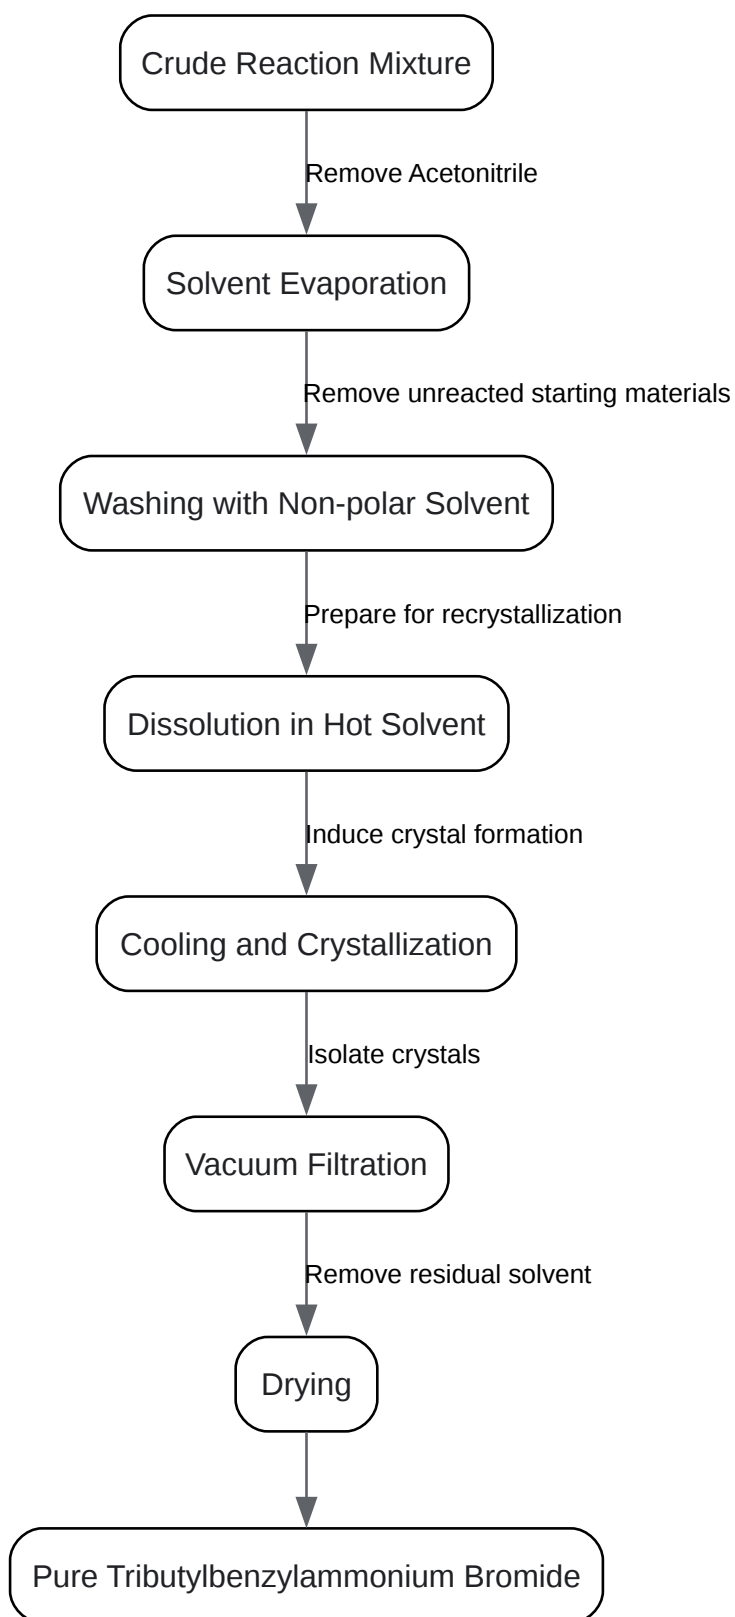 Crude Reaction Mixture
Remove Acetonitrile
Solvent Evaporation
Remove unreacted starting materials
Washing with Non-polar Solvent
Prepare for recrystallization
Dissolution in Hot Solvent
Induce crystal formation
Cooling and Crystallization
Isolate crystals
Vacuum Filtration
Remove residual solvent
Drying
Pure Tributylbenzylammonium Bromide